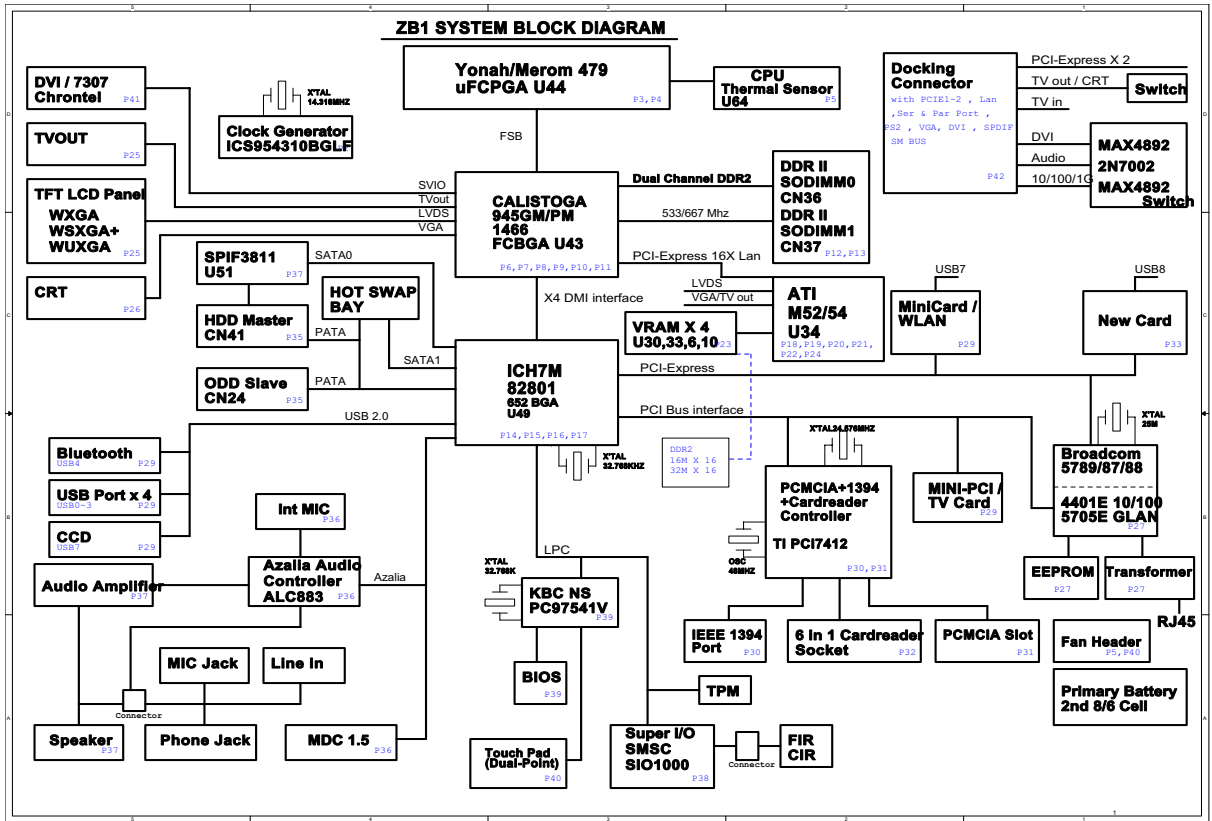 ZB1 SYSTEM BLOCK DIAGRAM
DVI / 7307
Chrontel
P41
X'TAL
14.318MHZ
Clock Generator
ICS954310BGLF
TVOUT
P25
TFT LCD Panel
WXGA
WSXGA+
WUXGA
P25
CRT
P26
Yonah/Merom 479
uFCPGA U44
P3,P4
CPU
Thermal Sensor
U64
P5
FSB
SVIO
TVout
LVDS
VGA
CALISTOGA
945GM/PM
1466
FCBGA U43
P6,P7,P8,P9,P10,P11
Dual Channel DDR2
533/667 Mhz
DDR II
SODIMM0
CN36
DDR II
SODIMM1
CN37
P12,P13
Docking
Connector
with PCIE1-2 , Lan
,Ser & Par Port ,
PS2 , VGA, DVI , SPDIF
SM BUS
P42
PCI-Express X 2
TV out / CRT
Switch
TV in
DVI
Audio
10/100/1G
MAX4892
2N7002
MAX4892
Switch
PCI-Express 16X Lan
LVDS
VGA/TV out
ATI
M52/54
U34
P18,P19,P20,P21,
P22,P24
VRAM X 4
U30,33,6,10
P23
SPIF3811
U51
P37
SATA0
HOT SWAP
BAY
HDD Master
CN41
P35
PATA
SATA1
ODD Slave
CN24
P35
PATA
X4 DMI interface
ICH7M
82801
652 BGA
U49
P14,P15,P16,P17
USB 2.0
X'TAL
32.768KHZ
PCI-Express
PCI Bus interface
USB7
MiniCard /
WLAN
P29
USB8
New Card
P33
DDR2
16M X 16
32M X 16
X'TAL24.576MHZ
X'TAL
25M
PCMCIA+1394
+Cardreader
Controller
TI PCI7412
P30,P31
OSC
48MHZ
MINI-PCI /
TV Card
P29
Broadcom
5789/87/88
4401E 10/100
5705E GLAN
P27
EEPROM
P27
Transformer
P27
RJ45
Bluetooth
USB4
P29
USB Port x 4
USB0~3
P29
CCD
USB7
P29
Int MIC
P36
Audio Amplifier
P37
Azalia Audio
Controller
ALC883
P36
Azalia
LPC
X'TAL
32.768K
KBC NS
PC97541V
P39
IEEE 1394
Port
P30
6 in 1 Cardreader
Socket
P32
PCMCIA Slot
P31
Fan Header
P5,P40
MIC Jack
Line in
Connector
BIOS
P39
TPM
Primary Battery
2nd 8/6 Cell
Speaker
P37
Phone Jack
MDC 1.5
P36
Touch Pad
(Dual-Point)
P40
Super I/O
SMSC
SIO1000
P38
Connector
FIR
CIR